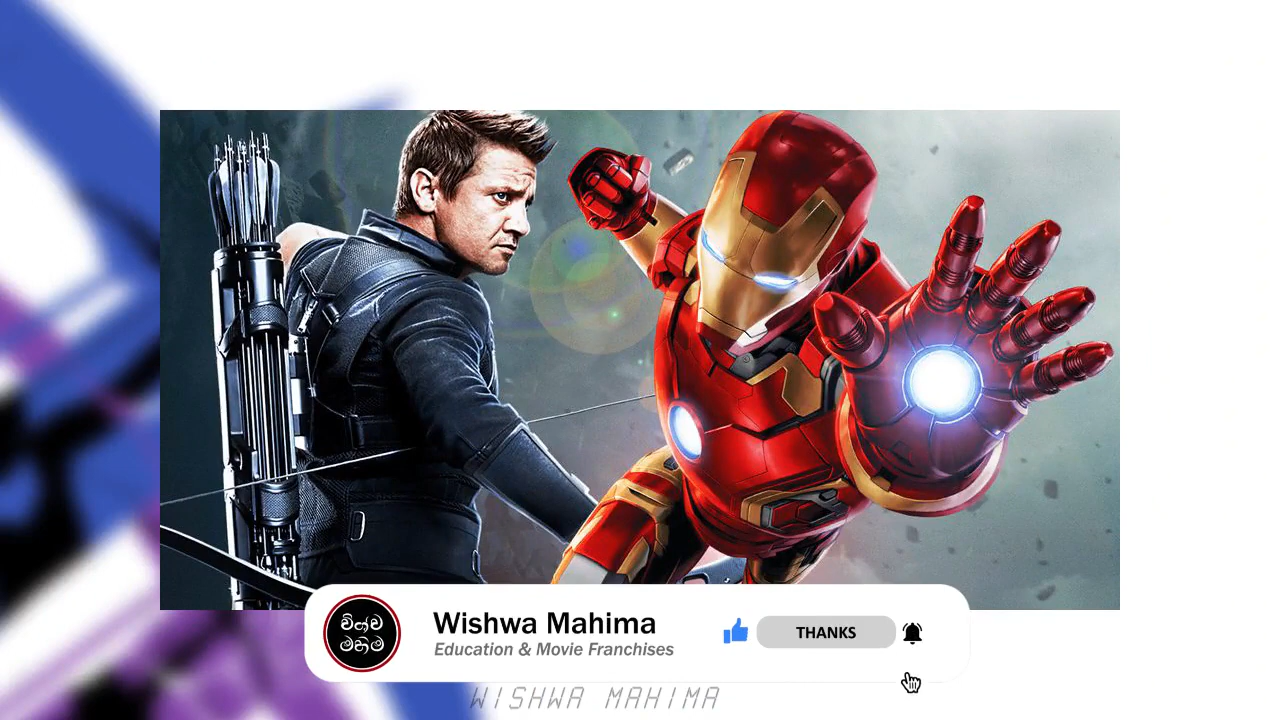 විශ්ව
මහිම
Wishwa Mahima
Education & Movie Franchises
THANKS
WISHWA MAHIMA